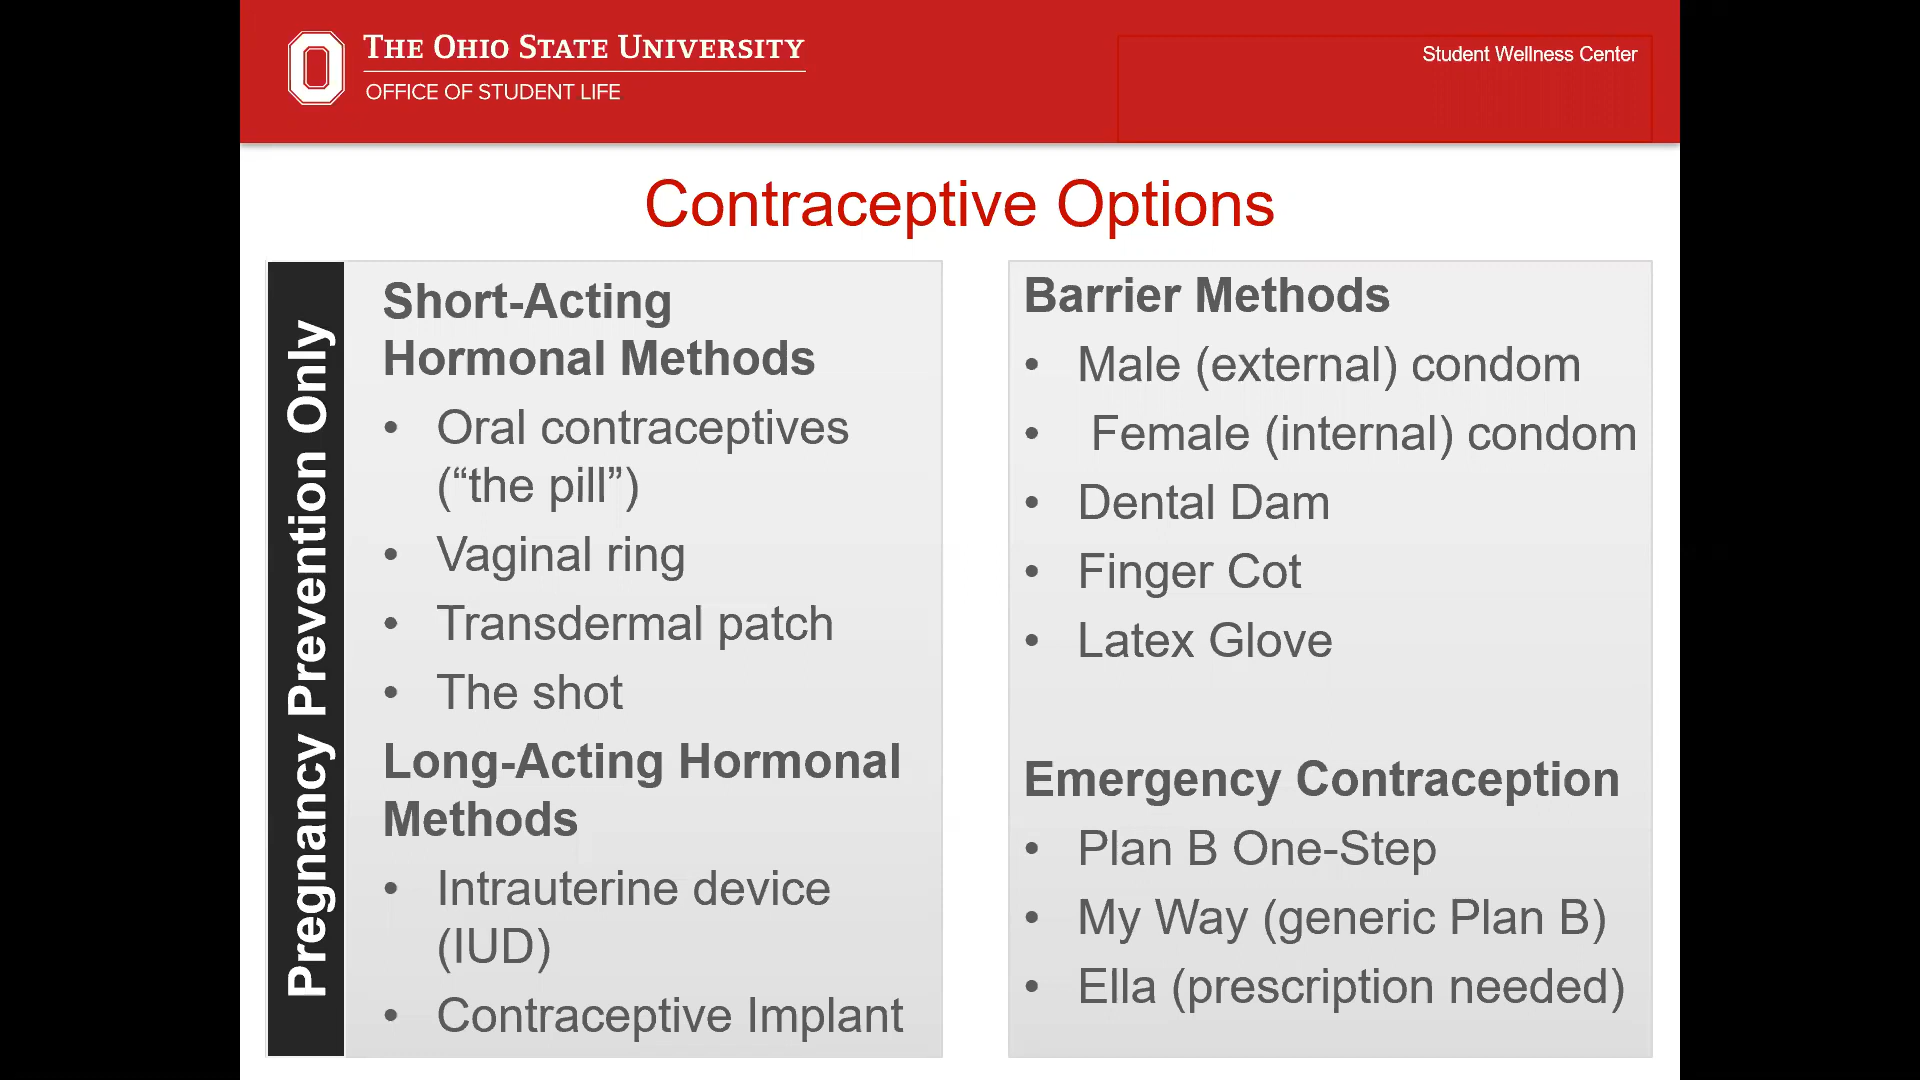 THE OHIO STATE UNIVERSITY
OFFICE OF STUDENT LIFE
Student Wellness Center
Contraceptive Options
Pregnancy Prevention Only
Short-Acting
Hormonal Methods
• Oral contraceptives
(“the pill”)
• Vaginal ring
• Transdermal patch
• The shot
Long-Acting Hormonal
Methods
• Intrauterine device
(IUD)
• Contraceptive Implant
Barrier Methods
• Male (external) condom
• Female (internal) condom
• Dental Dam
• Finger Cot
• Latex Glove
Emergency Contraception
• Plan B One-Step
• My Way (generic Plan B)
• Ella (prescription needed)